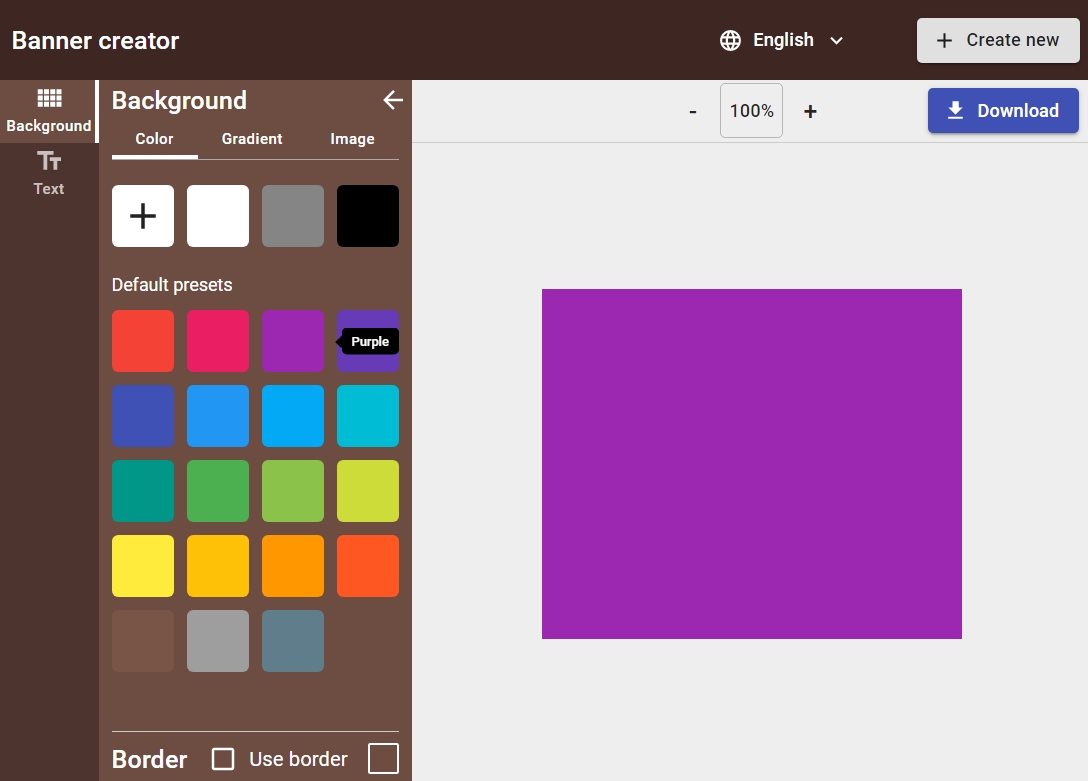 Banner creator
English
Create new
Background
Text
Background
Color Gradient Image
Default presets
Purple
Border Use border
- 100% +
Download